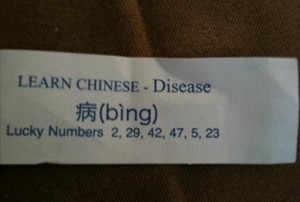 LEARN CHINESE - Disease
病(bìng)
Lucky Numbers 2, 29, 42, 47, 5, 23